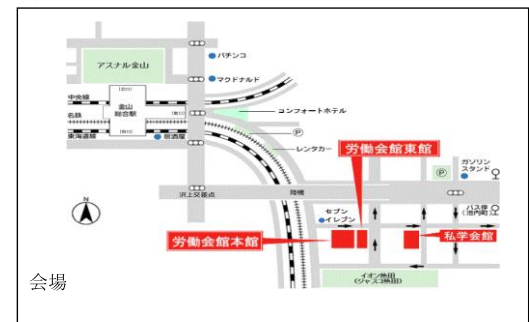 パチンコ
アスナル金山
マクドナルド
中央線
(北口)
名鉄
金山
総合駅
コンフォートホテル
東海道線
(南口)
居酒屋
P
レンタカー
労働会館東館
ガソリン
スタンド
P
N
沢上交差点
陸橋
セブン
イレブン
バス停
(池内町)
労働会館本館
私学会館
会場
イオン熱田
(ジャスコ熱田)